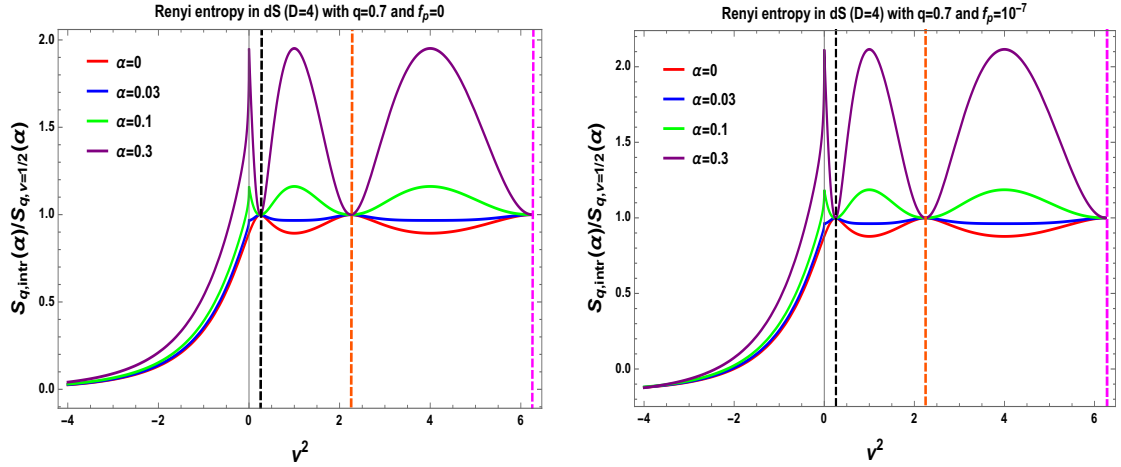 Renyi entropy in dS (D=4) with q=0.7 and fₚ=0
S_{q,intr}(α)/S_{q,ν=1/2}(α)
2.0
1.5
1.0
0.5
0.0
α=0
α=0.03
α=0.1
α=0.3
−4 −2 0 2 4 6
ν²
Renyi entropy in dS (D=4) with q=0.7 and fₚ=10⁻⁷
S_{q,intr}(α)/S_{q,ν=1/2}(α)
2.0
1.5
1.0
0.5
0.0
α=0
α=0.03
α=0.1
α=0.3
−4 −2 0 2 4 6
ν²